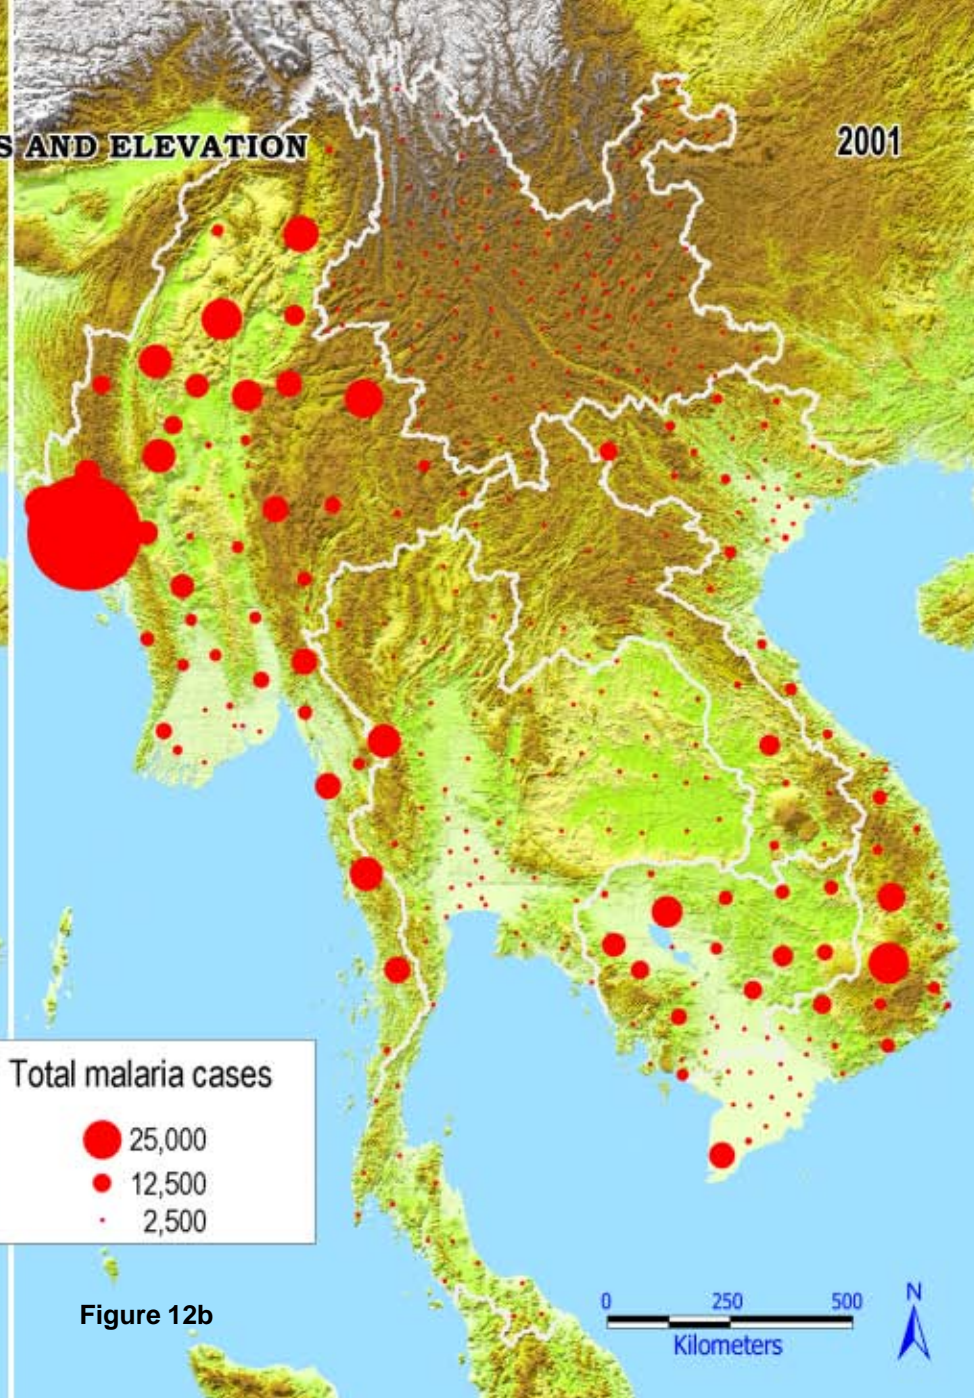 S AND ELEVATION
2001
Total malaria cases
25,000
12,500
2,500
Figure 12b
0 250 500
Kilometers
N